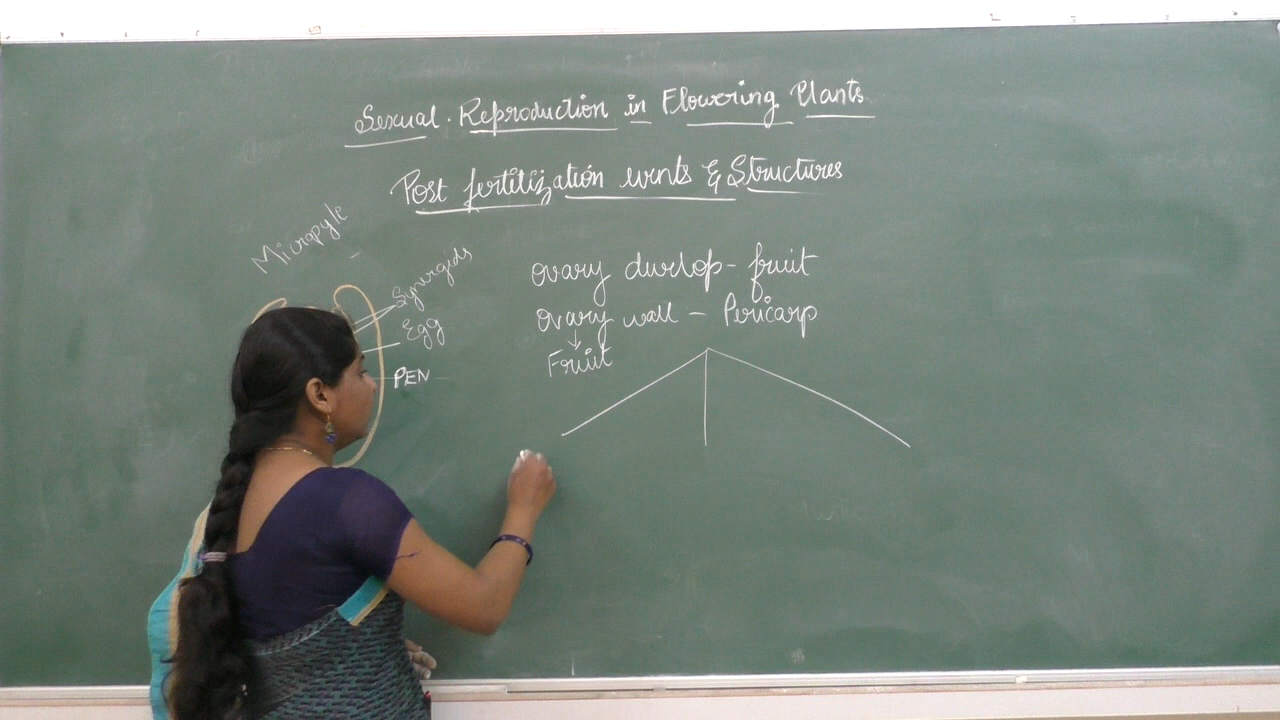 Sexual Reproduction in Flowering Plants
Post fertilization events & Structures
Micropyle
Synergids
Egg
PEN
ovary develop - fruit
ovary wall - Pericarp
↓
Fruit